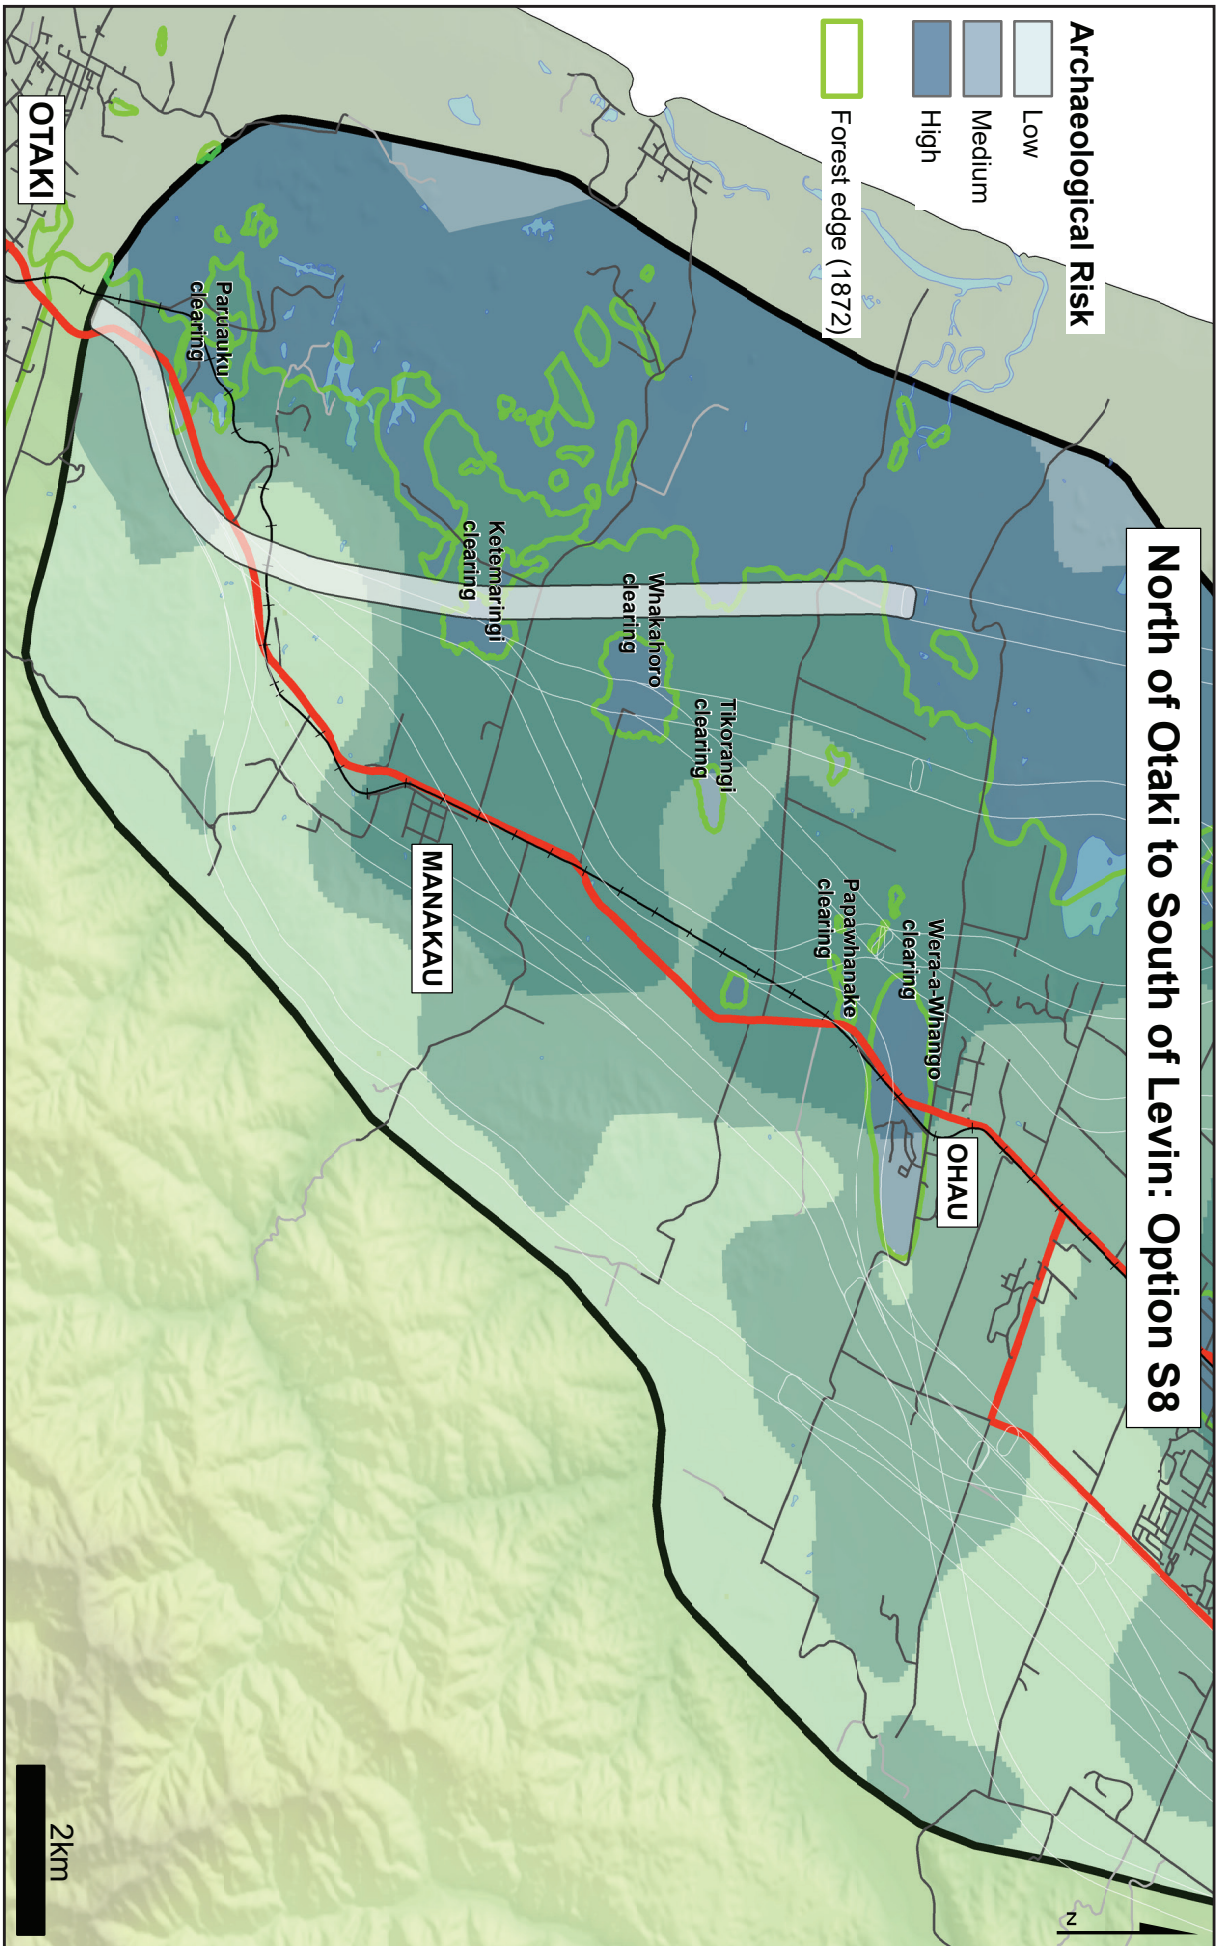 North of Otaki to South of Levin: Option S8
Archaeological Risk
Low
Medium
High
Forest edge (1872)
OTAKI
Paruauku
clearing
Ketemaringi
clearing
Whakahoro
clearing
Tikorangi
clearing
Papawhanake
clearing
Wera-a-Whango
clearing
MANAKAU
OHAU
N
2km